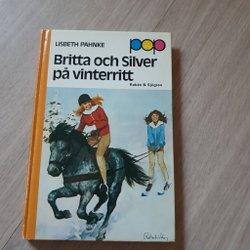 LISBETH PAHNKE
pop
Britta och Silver
på vinterritt
Rabén & Sjögren